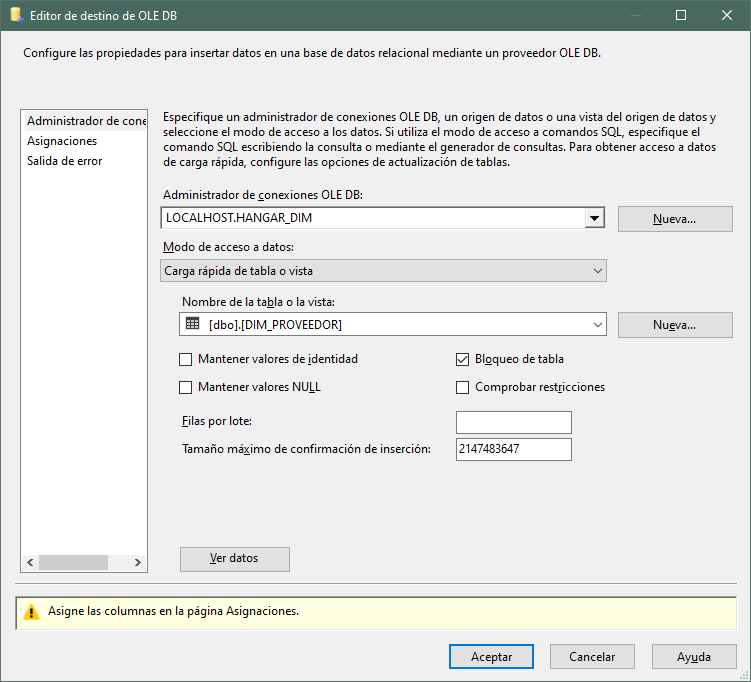 Editor de destino de OLE DB
Configure las propiedades para insertar datos en una base de datos relacional mediante un proveedor OLE DB.
Administrador de cone
Asignaciones
Salida de error
Especifique un administrador de conexiones OLE DB, un origen de datos o una vista del origen de datos y
seleccione el modo de acceso a los datos. Si utiliza el modo de acceso a comandos SQL, especifique el
comando SQL escribiendo la consulta o mediante el generador de consultas. Para obtener acceso a datos
de carga rápida, configure las opciones de actualización de tablas.
Administrador de conexiones OLE DB:
LOCALHOST.HANGAR_DIM
Nueva...
Modo de acceso a datos:
Carga rápida de tabla o vista
Nombre de la tabla o la vista:
[dbo].[DIM_PROVEEDOR]
Nueva...
Mantener valores de identidad
Bloqueo de tabla
Mantener valores NULL
Comprobar restricciones
Filas por lote:
Tamaño máximo de confirmación de inserción:
2147483647
Ver datos
Asigne las columnas en la página Asignaciones.
Aceptar
Cancelar
Ayuda